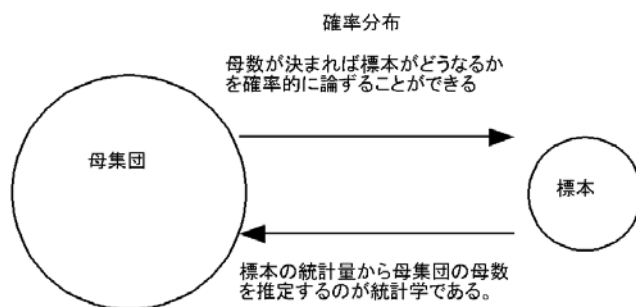 確率分布
母数が決まれば標本がどうなるか
を確率的に論ずることができる
母集団
標本
標本の統計量から母集団の母数
を推定するのが統計学である。